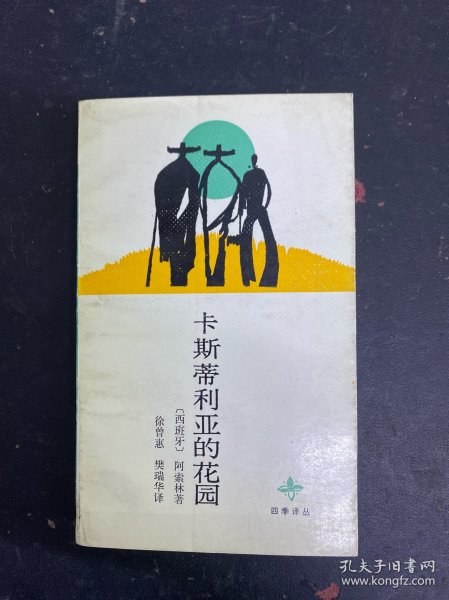 卡斯蒂利亚的花园
〔西班牙〕 阿索林著
徐曾惠 樊瑞华译
四季译丛
孔夫子旧书网
www.kongfz.com